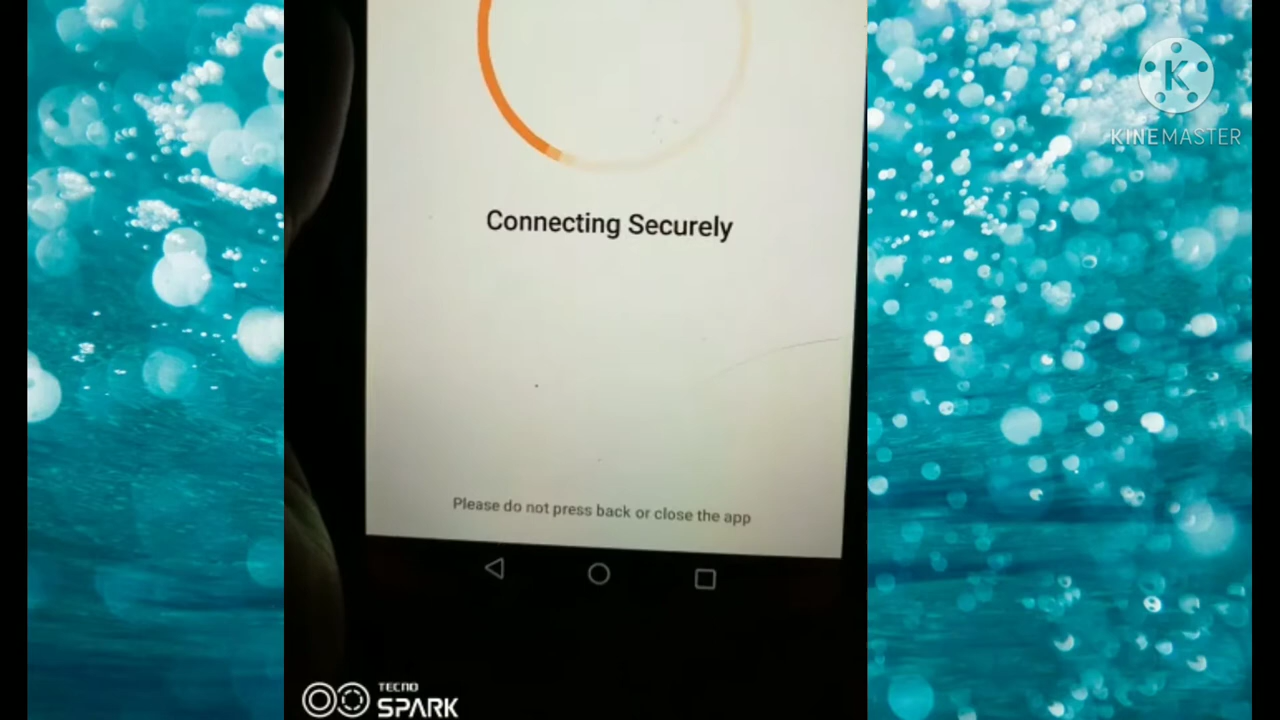 K
KINEMASTER
Connecting Securely
Please do not press back or close the app
TECNO
SPARK